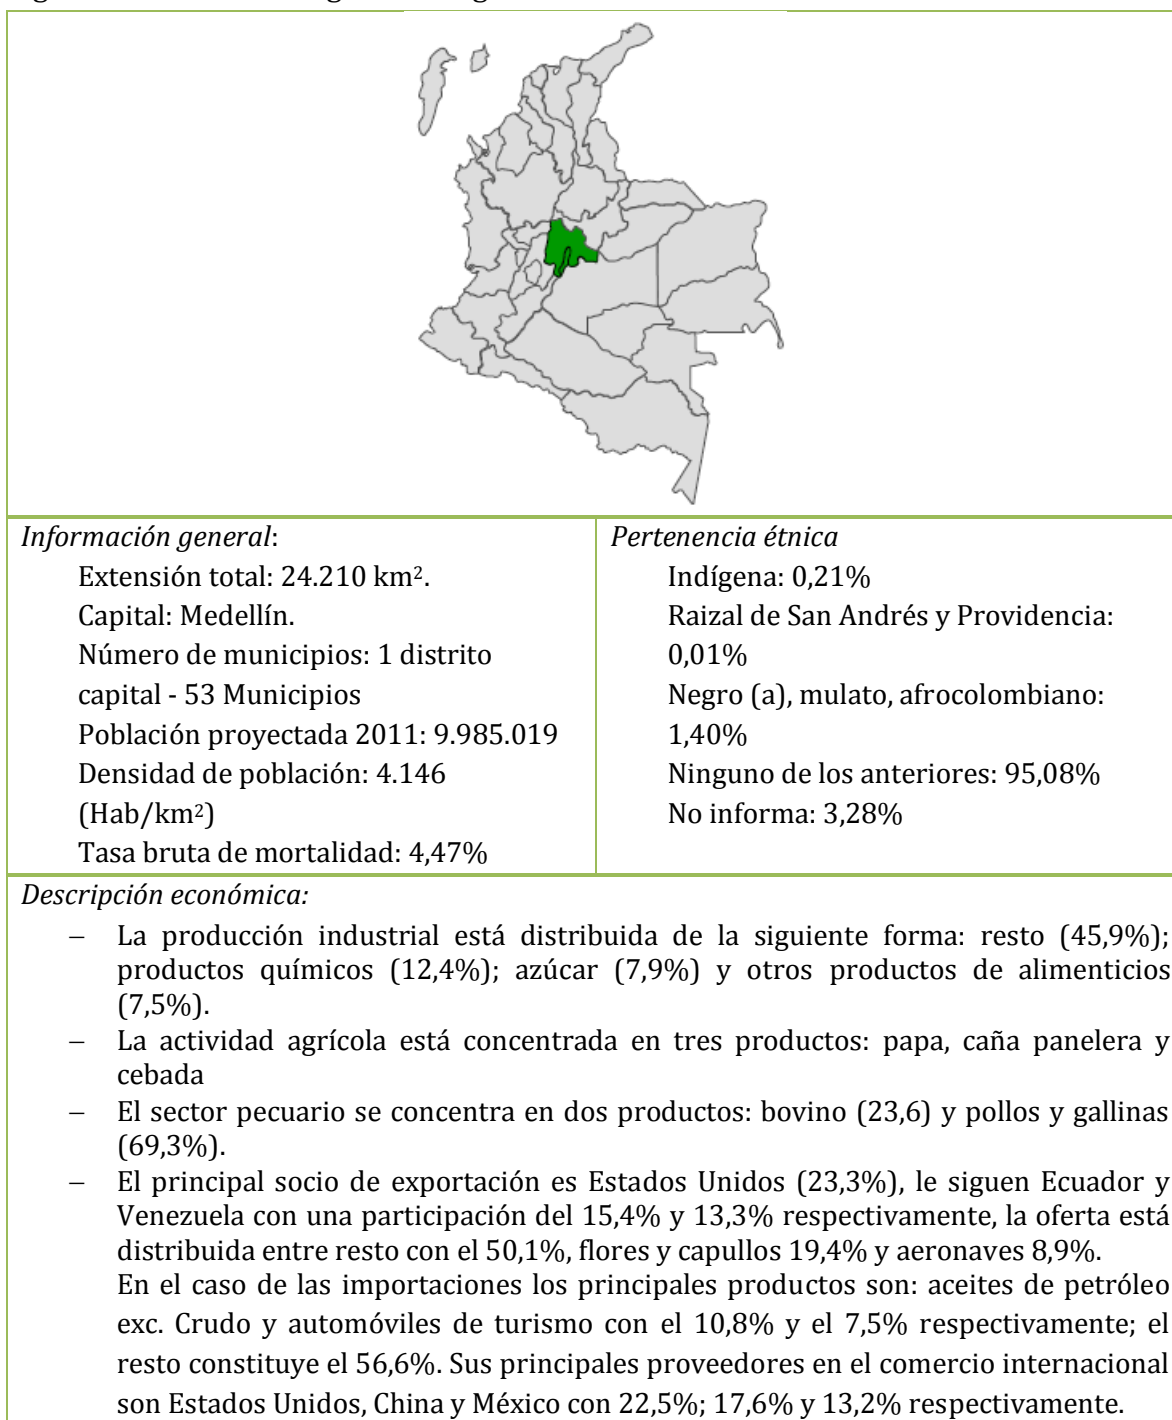 Información general:
Extensión total: 24.210 km².
Capital: Medellín.
Número de municipios: 1 distrito
capital - 53 Municipios
Población proyectada 2011: 9.985.019
Densidad de población: 4.146
(Hab/km²)
Tasa bruta de mortalidad: 4,47%
Pertenencia étnica
Indígena: 0,21%
Raizal de San Andrés y Providencia:
0,01%
Negro (a), mulato, afrocolombiano:
1,40%
Ninguno de los anteriores: 95,08%
No informa: 3,28%
Descripción económica:
– La producción industrial está distribuida de la siguiente forma: resto (45,9%);
productos químicos (12,4%); azúcar (7,9%) y otros productos de alimenticios
(7,5%).
– La actividad agrícola está concentrada en tres productos: papa, caña panelera y
cebada
– El sector pecuario se concentra en dos productos: bovino (23,6) y pollos y gallinas
(69,3%).
– El principal socio de exportación es Estados Unidos (23,3%), le siguen Ecuador y
Venezuela con una participación del 15,4% y 13,3% respectivamente, la oferta está
distribuida entre resto con el 50,1%, flores y capullos 19,4% y aeronaves 8,9%.
En el caso de las importaciones los principales productos son: aceites de petróleo
exc. Crudo y automóviles de turismo con el 10,8% y el 7,5% respectivamente; el
resto constituye el 56,6%. Sus principales proveedores en el comercio internacional
son Estados Unidos, China y México con 22,5%; 17,6% y 13,2% respectivamente.